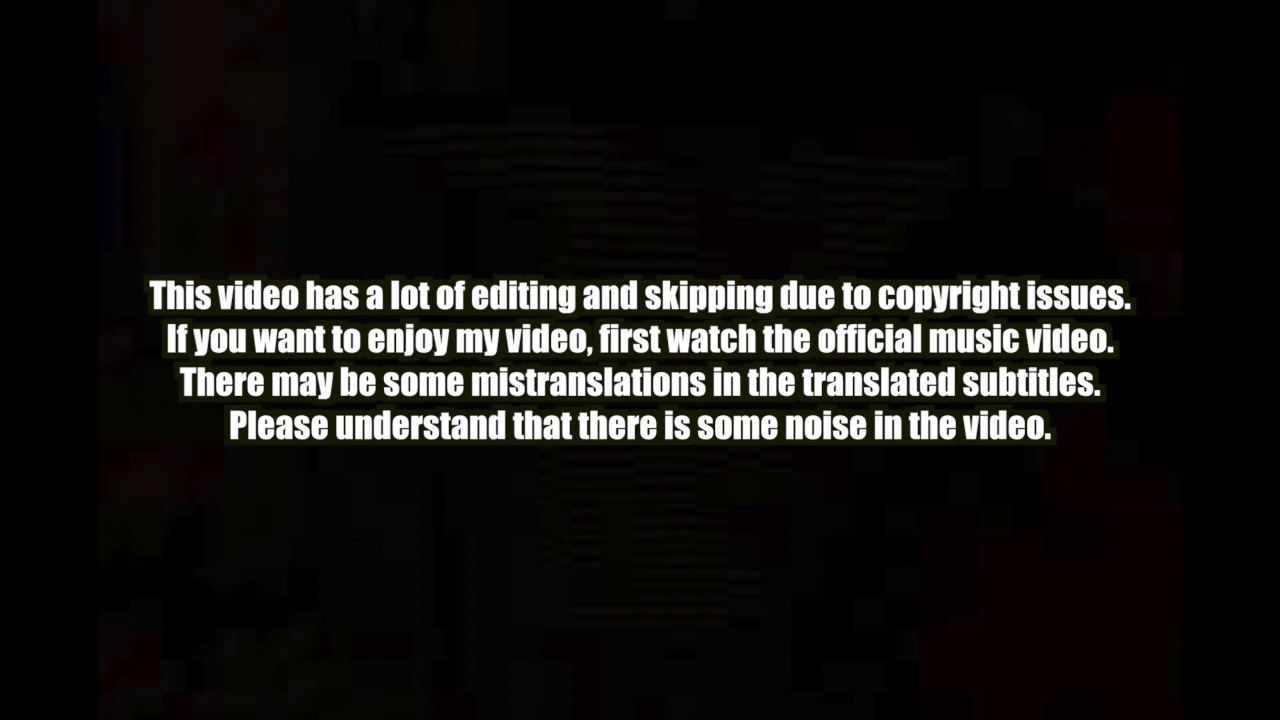 This video has a lot of editing and skipping due to copyright issues.
If you want to enjoy my video, first watch the official music video.
There may be some mistranslations in the translated subtitles.
Please understand that there is some noise in the video.